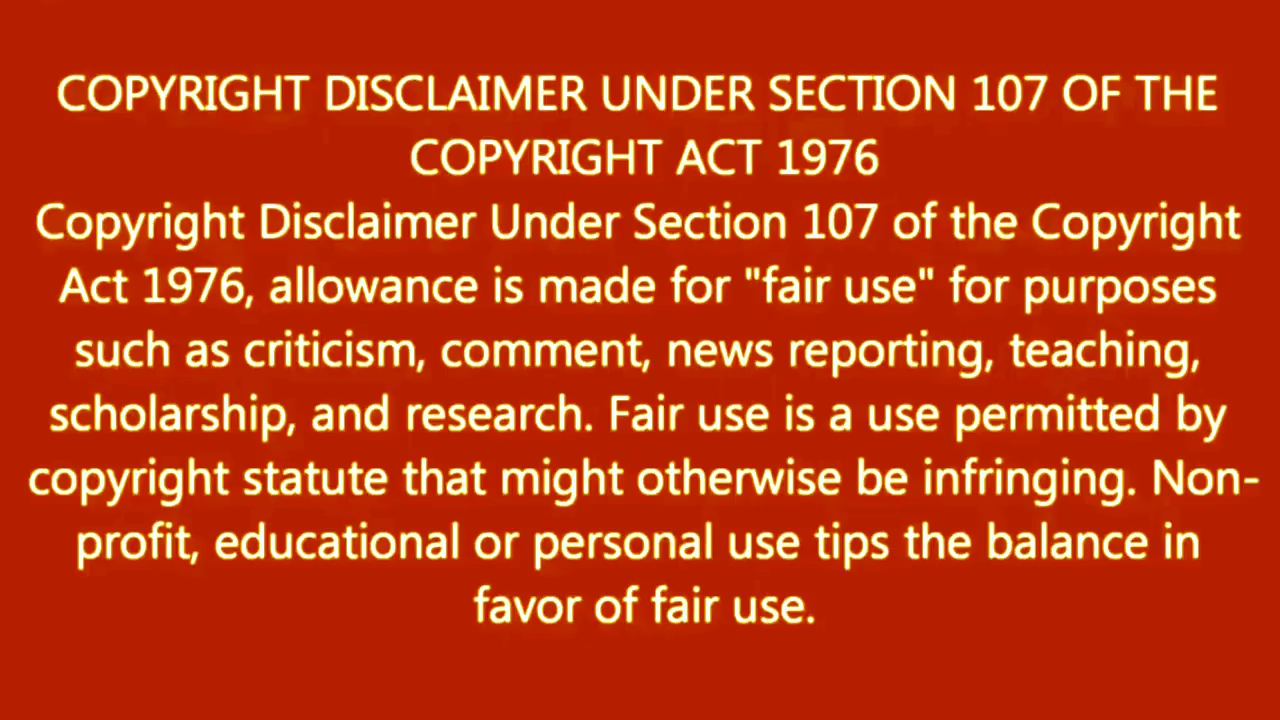 COPYRIGHT DISCLAIMER UNDER SECTION 107 OF THE
COPYRIGHT ACT 1976
Copyright Disclaimer Under Section 107 of the Copyright
Act 1976, allowance is made for "fair use" for purposes
such as criticism, comment, news reporting, teaching,
scholarship, and research. Fair use is a use permitted by
copyright statute that might otherwise be infringing. Non-
profit, educational or personal use tips the balance in
favor of fair use.